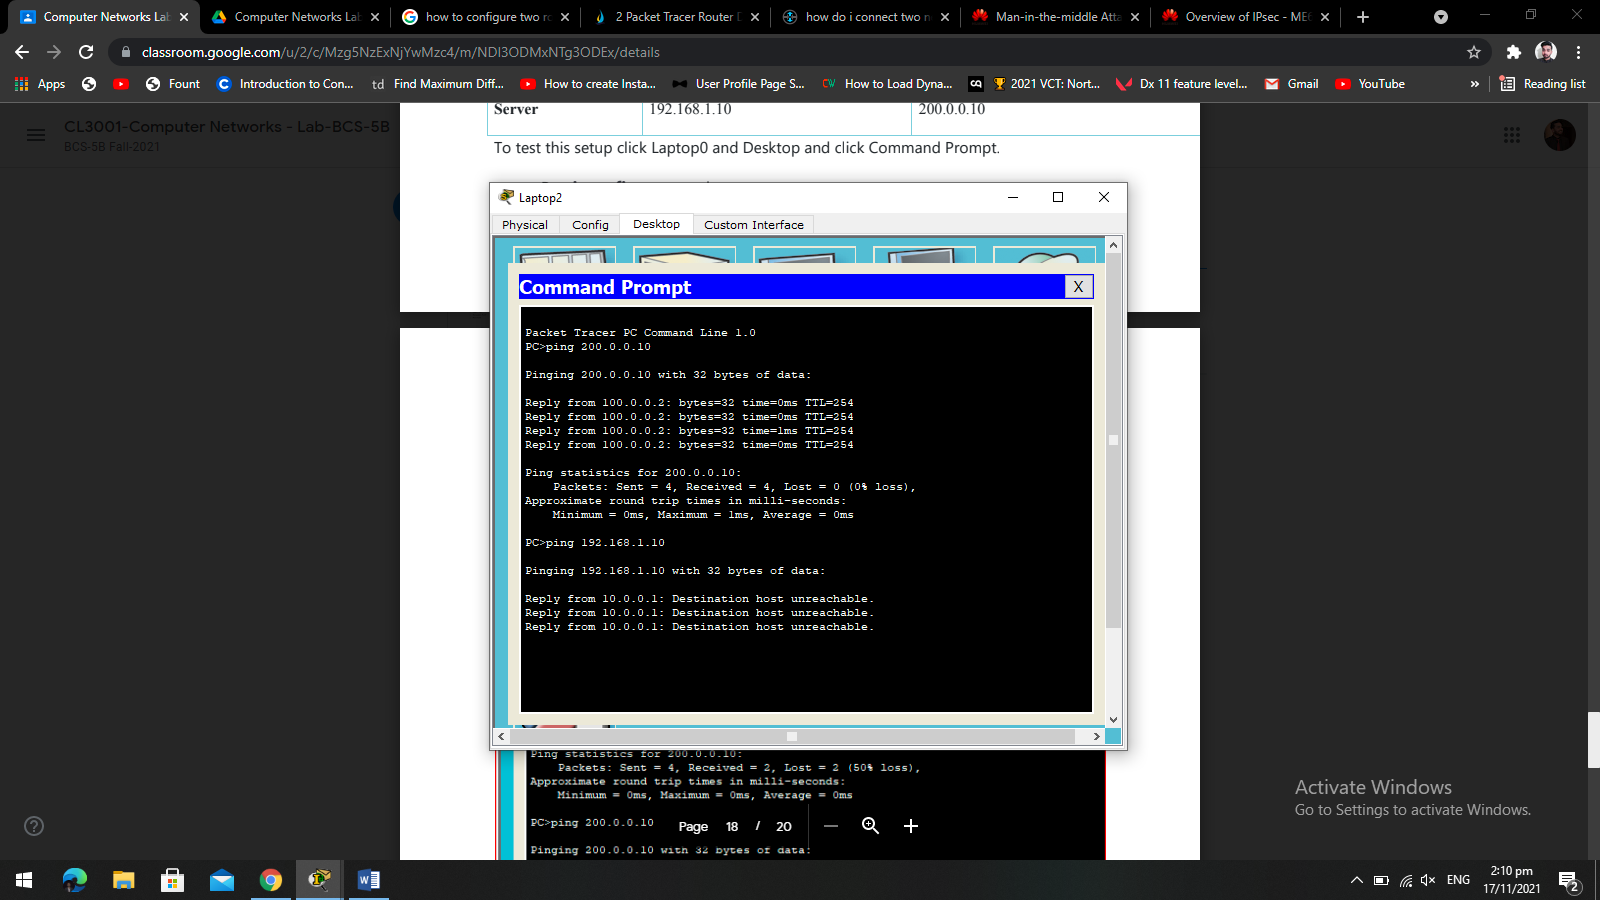 Computer Networks La
Computer Networks La
how to configure two r
2 Packet Tracer Router
how do i connect two n
Man-in-the-middle Atta
Overview of IPsec - ME
classroom.google.com/u/2/c/Mzg5NzExNjYwMzc4/m/NDI3ODMxNTg3ODEx/details
Apps
Fount
Introduction to Con...
td Find Maximum Diff...
How to create Insta...
User Profile Page S...
CW How to Load Dyna...
CQ 2021 VCT: Nort...
Dx 11 feature level...
Gmail
YouTube
»
Reading list
CL3001-Computer Networks - Lab-BCS-5B
BCS-5B Fall-2021
Server 192.168.1.10 200.0.0.10
To test this setup click Laptop0 and Desktop and click Command Prompt.
Laptop2
Physical Config Desktop Custom Interface
Command Prompt X
Packet Tracer PC Command Line 1.0
PC>ping 200.0.0.10
Pinging 200.0.0.10 with 32 bytes of data:
Reply from 100.0.0.2: bytes=32 time=0ms TTL=254
Reply from 100.0.0.2: bytes=32 time=0ms TTL=254
Reply from 100.0.0.2: bytes=32 time=1ms TTL=254
Reply from 100.0.0.2: bytes=32 time=0ms TTL=254
Ping statistics for 200.0.0.10:
Packets: Sent = 4, Received = 4, Lost = 0 (0% loss),
Approximate round trip times in milli-seconds:
Minimum = 0ms, Maximum = 1ms, Average = 0ms
PC>ping 192.168.1.10
Pinging 192.168.1.10 with 32 bytes of data:
Reply from 10.0.0.1: Destination host unreachable.
Reply from 10.0.0.1: Destination host unreachable.
Reply from 10.0.0.1: Destination host unreachable.
Ping statistics for 200.0.0.10:
Packets: Sent = 4, Received = 2, Lost = 2 (50% loss),
Approximate round trip times in milli-seconds:
Minimum = 0ms, Maximum = 0ms, Average = 0ms
PC>ping 200.0.0.10
Page 18 / 20
Pinging 200.0.0.10 with 32 bytes of data:
Activate Windows
Go to Settings to activate Windows.
ENG
2:10 pm
17/11/2021
2